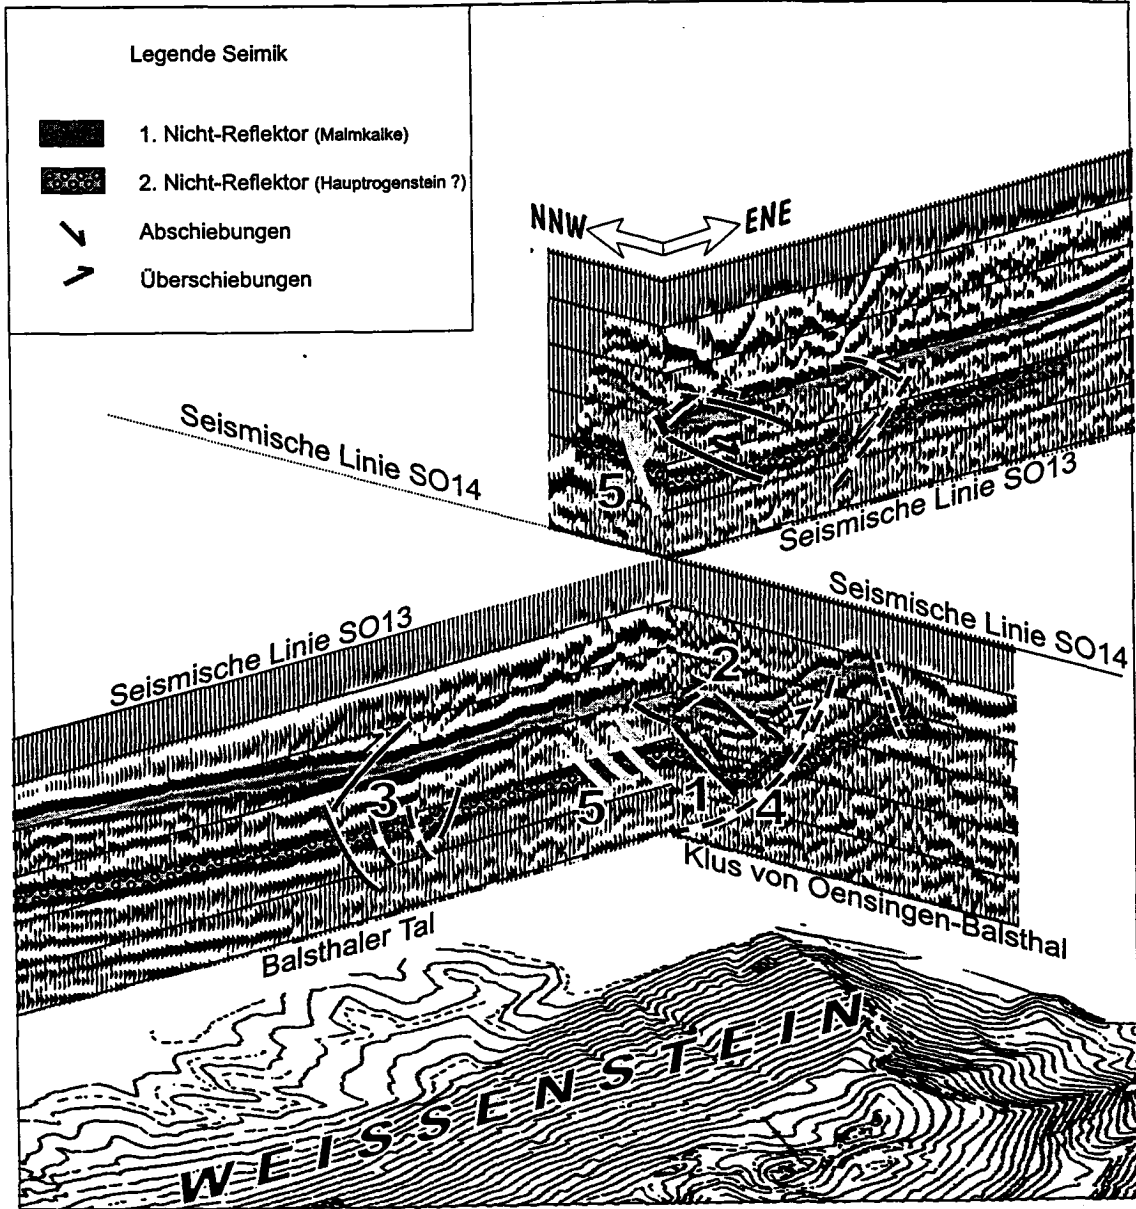 Legende Seimik
1. Nicht-Reflektor (Malmkalke)
2. Nicht-Reflektor (Hauptrogenstein ?)
Abschiebungen
Überschiebungen
NNW
ENE
Seismische Linie SO14
5
Seismische Linie SO13
Seismische Linie SO13
Seismische Linie SO14
2
3
5
1
4
Klus von Oensingen-Balsthal
Balsthaler Tal
WEISSENSTEIN